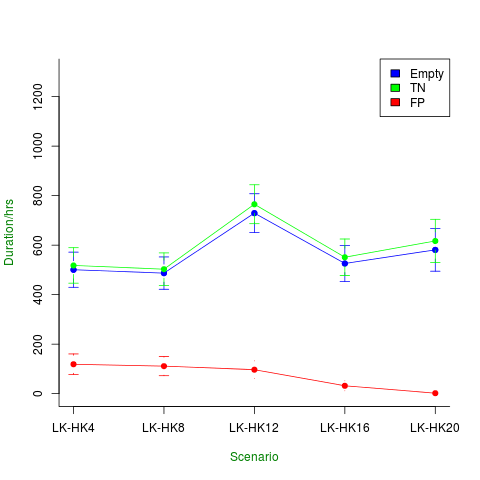 Empty
TN
FP
Duration/hrs
1200
1000
800
600
400
200
0
LK-HK4 LK-HK8 LK-HK12 LK-HK16 LK-HK20
Scenario